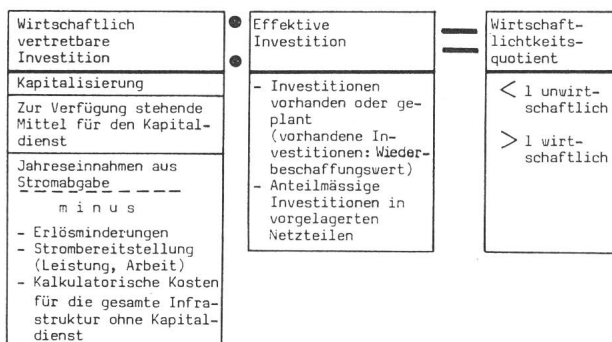 Wirtschaftlich
vertretbare
Investition
Kapitalisierung
Zur Verfügung stehende
Mittel für den Kapital-
dienst
Jahreseinnahmen aus
Stromabgabe
minus
- Erlösminderungen
- Strombereitstellung
(Leistung, Arbeit)
- Kalkulatorische Kosten
für die gesamte Infra-
struktur ohne Kapital-
dienst
:
Effektive
Investition
- Investitionen
vorhanden oder ge-
plant
(vorhandene In-
vestitionen: Wieder-
beschaffungswert)
- Anteilmässige
Investitionen in
vorgelagerten
Netzteilen
=
Wirtschaft-
lichtkeits-
quotient
< 1 unwirt-
schaftlich
> 1 wirt-
schaftlich